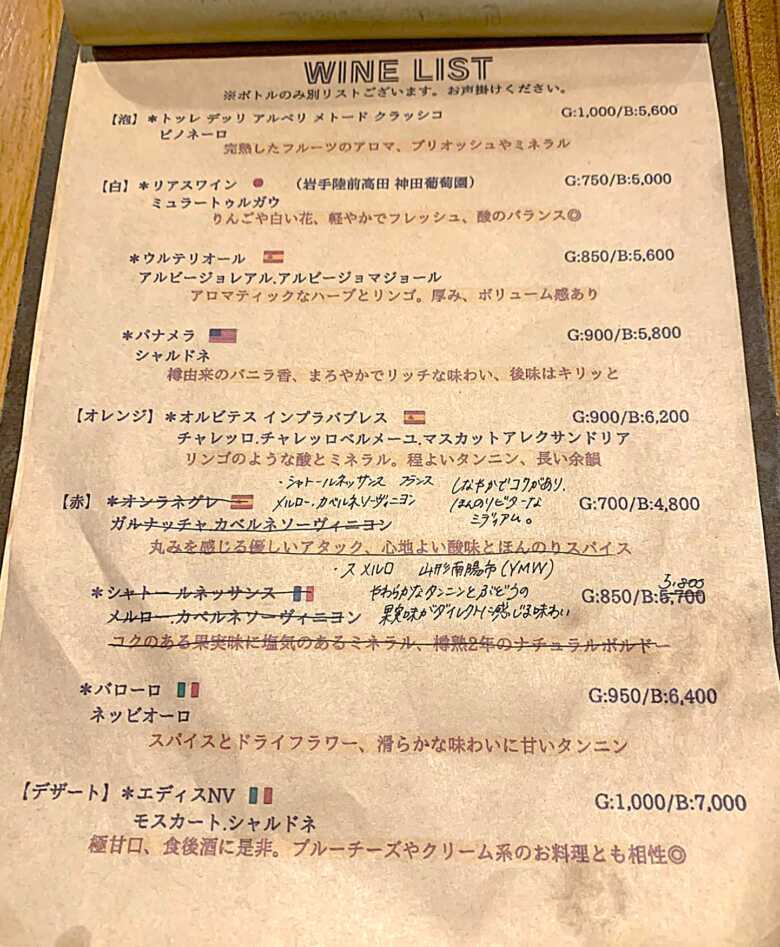 WINE LIST
※ボトルのみ別リストございます。お声掛けください。
【泡】＊トッレ デッリ アルベリ メトード クラッシコ G:1,000/B:5,600
ピノネーロ
完熟したフルーツのアロマ、ブリオッシュやミネラル
【白】＊リアスワイン （岩手陸前高田 神田葡萄園） G:750/B:5,000
ミュラートゥルガウ
りんごや白い花、軽やかでフレッシュ、酸のバランス◎
＊ウルテリオール G:850/B:5,600
アルビージョレアル.アルビージョマジョール
アロマティックなハーブとリンゴ。厚み、ボリューム感あり
＊パナメラ G:900/B:5,800
シャルドネ
樽由来のバニラ香、まろやかでリッチな味わい、後味はキリッと
【オレンジ】＊オルビテス インプラバブレス G:900/B:6,200
チャレッロ.チャレッロベルメーユ.マスカットアレクサンドリア
リンゴのような酸とミネラル。程よいタンニン、長い余韻
・シャトールネッサンス フランス しなやかでコクがあり、
【赤】＊オンラネグレ メルロー.カベルネソーヴィニヨン ほんのりビターな G:700/B:4,800
ガルナッチャ.カベルネソーヴィニヨン ミディアム。
丸みを感じる優しいアタック、心地よい酸味とほんのりスパイス
・スメルロ 山形南陽市(YMW) 5,800
＊シャトールネッサンス やわらかなタンニンとぶどうの G:850/B:5,700
メルロー.カベルネソーヴィニヨン 果実味がダイレクトに感じる味わい
コクのある果実味に塩気のあるミネラル、樽熟2年のナチュラルボルドー
＊バローロ G:950/B:6,400
ネッビオーロ
スパイスとドライフラワー、滑らかな味わいに甘いタンニン
【デザート】＊エディスNV G:1,000/B:7,000
モスカート.シャルドネ
極甘口、食後酒に是非。ブルーチーズやクリーム系のお料理とも相性◎